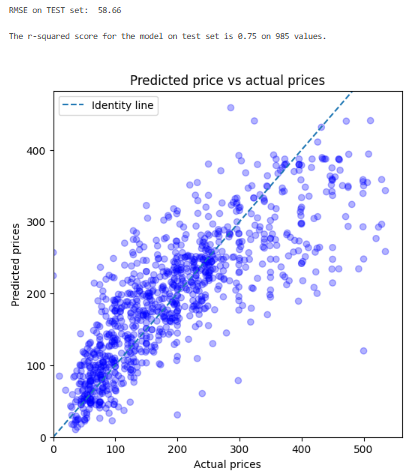 RMSE on TEST set:  58.66
The r-squared score for the model on test set is 0.75 on 985 values.
Predicted price vs actual prices
Identity line
Predicted prices
400
300
200
100
0
0 100 200 300 400 500
Actual prices